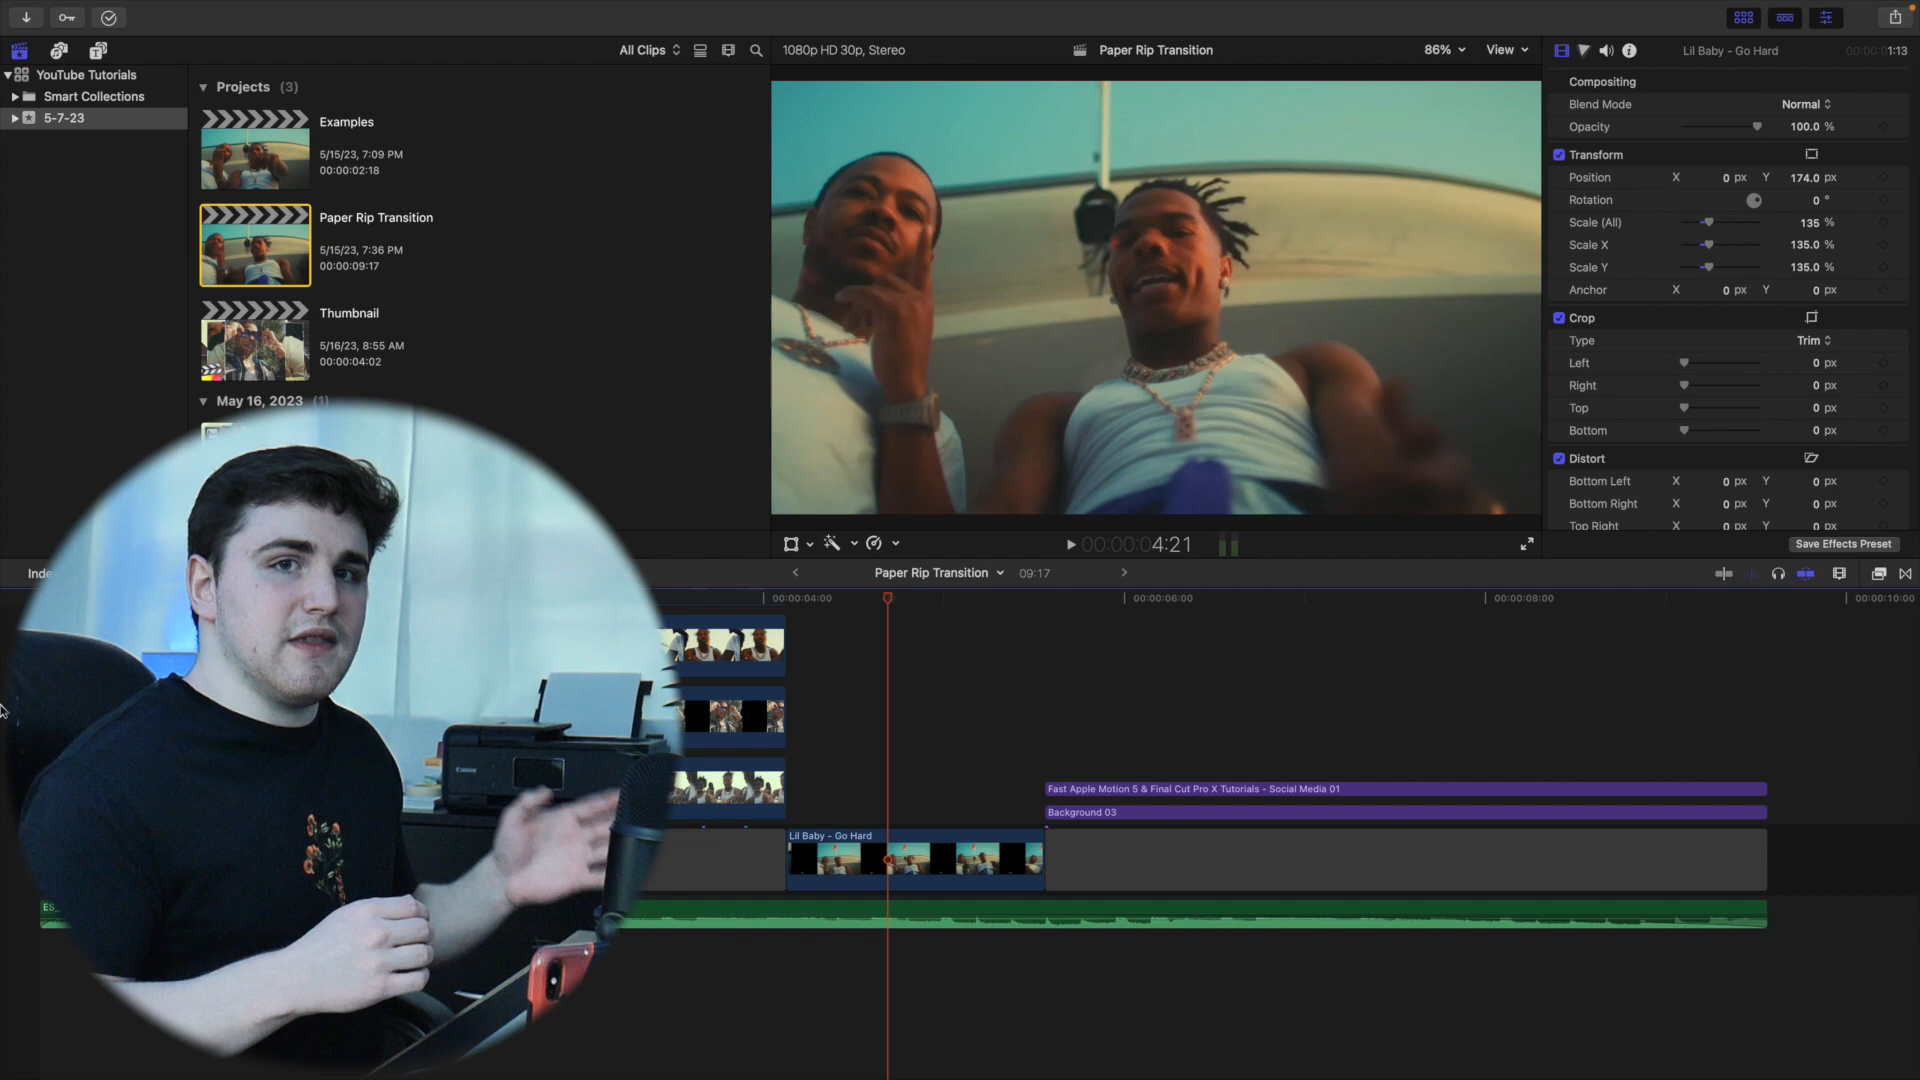 All Clips
1080p HD 30p, Stereo
Paper Rip Transition
86%
View
Lil Baby - Go Hard
00:00:01:13
YouTube Tutorials
Smart Collections
5-7-23
Projects (3)
Examples
5/15/23, 7:09 PM
00:00:02:18
Paper Rip Transition
5/15/23, 7:36 PM
00:00:09:17
Thumbnail
5/16/23, 8:55 AM
00:00:04:02
May 16, 2023 (1)
Compositing
Blend Mode Normal
Opacity 100.0 %
Transform
Position X 0 px Y 174.0 px
Rotation 0 °
Scale (All) 135 %
Scale X 135.0 %
Scale Y 135.0 %
Anchor X 0 px Y 0 px
Crop
Type Trim
Left 0 px
Right 0 px
Top 0 px
Bottom 0 px
Distort
Bottom Left X 0 px Y 0 px
Bottom Right X 0 px Y 0 px
Top Right X 0 px Y 0 px
Save Effects Preset
00:00:04:21
Inde
Paper Rip Transition
09:17
00:00:04:00
00:00:06:00
00:00:08:00
00:00:10:00
Fast Apple Motion 5 & Final Cut Pro X Tutorials - Social Media 01
Background 03
Lil Baby - Go Hard
ES_
Canon